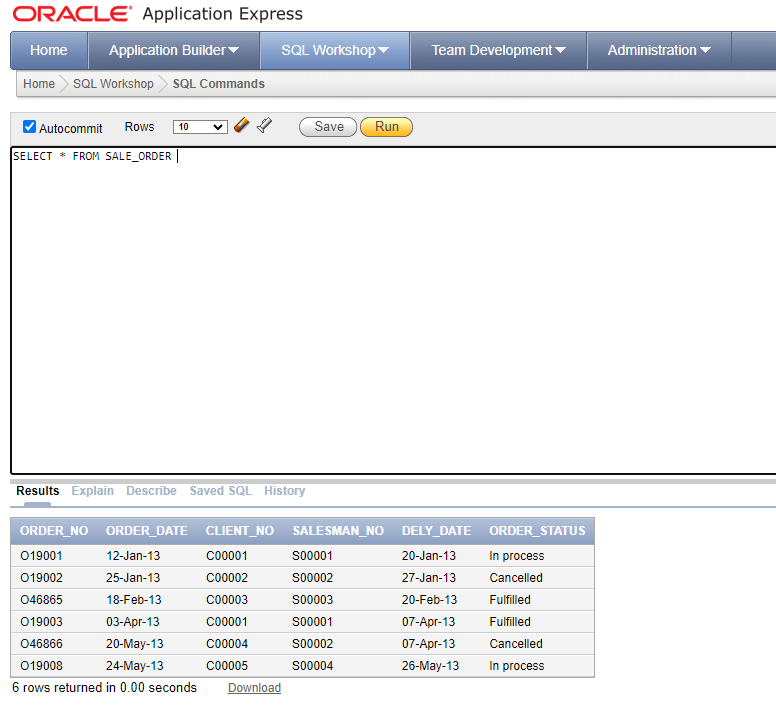 ORACLE® Application Express
Home Application Builder SQL Workshop Team Development Administration
Home SQL Workshop SQL Commands
Autocommit Rows 10 Save Run
SELECT * FROM SALE_ORDER
Results Explain Describe Saved SQL History
ORDER_NO ORDER_DATE CLIENT_NO SALESMAN_NO DELY_DATE ORDER_STATUS
O19001 12-Jan-13 C00001 S00001 20-Jan-13 In process
O19002 25-Jan-13 C00002 S00002 27-Jan-13 Cancelled
O46865 18-Feb-13 C00003 S00003 20-Feb-13 Fulfilled
O19003 03-Apr-13 C00001 S00001 07-Apr-13 Fulfilled
O46866 20-May-13 C00004 S00002 07-Apr-13 Cancelled
O19008 24-May-13 C00005 S00004 26-May-13 In process
6 rows returned in 0.00 seconds Download